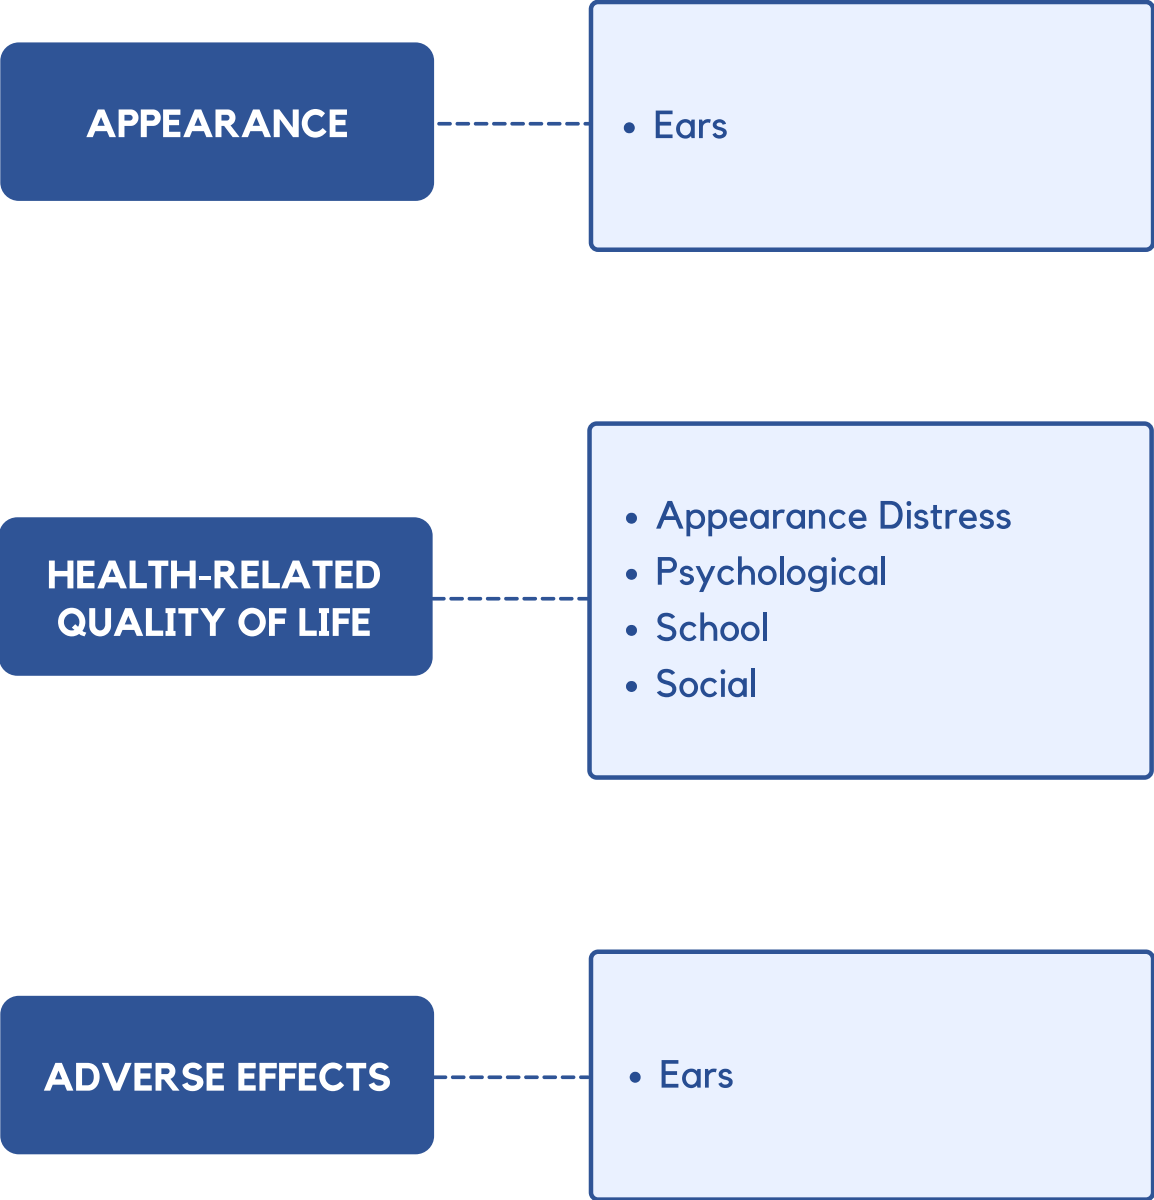 APPEARANCE
• Ears
HEALTH-RELATED
QUALITY OF LIFE
• Appearance Distress
• Psychological
• School
• Social
ADVERSE EFFECTS
• Ears